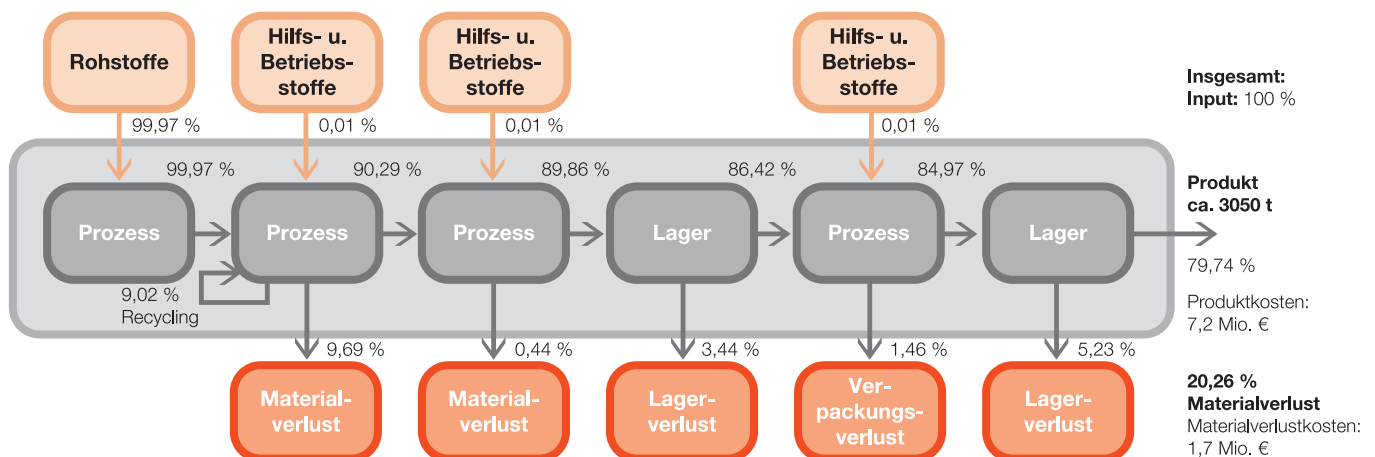 Rohstoffe
Hilfs- u.
Betriebs-
stoffe
Hilfs- u.
Betriebs-
stoffe
Hilfs- u.
Betriebs-
stoffe
Insgesamt:
Input: 100 %
99,97 %
0,01 %
0,01 %
0,01 %
99,97 %
90,29 %
89,86 %
86,42 %
84,97 %
Prozess
Prozess
Prozess
Lager
Prozess
Lager
Produkt
ca. 3050 t
79,74 %
Produktkosten:
7,2 Mio. €
9,02 %
Recycling
9,69 %
0,44 %
3,44 %
1,46 %
5,23 %
Material-
verlust
Material-
verlust
Lager-
verlust
Ver-
packungs-
verlust
Lager-
verlust
20,26 %
Materialverlust
Materialverlustkosten:
1,7 Mio. €